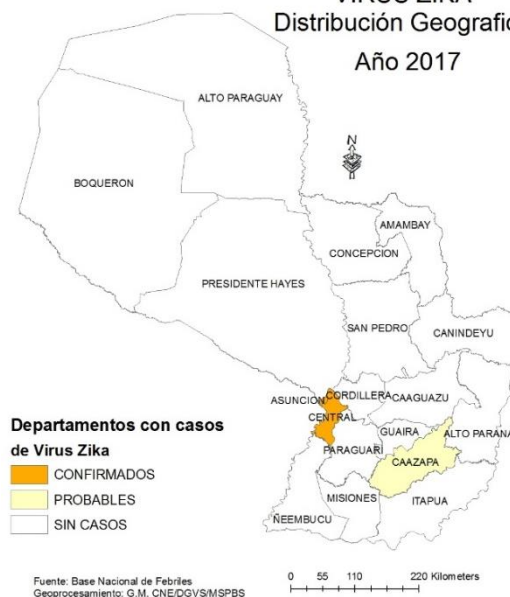 VIRUS ZIKA
Distribución Geografic
Año 2017
ALTO PARAGUAY
N
BOQUERON
AMAMBAY
CONCEPCION
PRESIDENTE HAYES
SAN PEDRO
CANINDEYU
ASUNCION
CORDILLERA
CAAGUAZU
CENTRAL
GUAIRA
ALTO PARANA
PARAGUARI
CAAZAPA
MISIONES
ITAPUA
ÑEEMBUCU
Departamentos con casos
de Virus Zika
CONFIRMADOS
PROBABLES
SIN CASOS
Fuente: Base Nacional de Febriles
Geoprocesamiento: G.M. CNE/DGVS/MSPBS
0 55 110 220 Kilometers